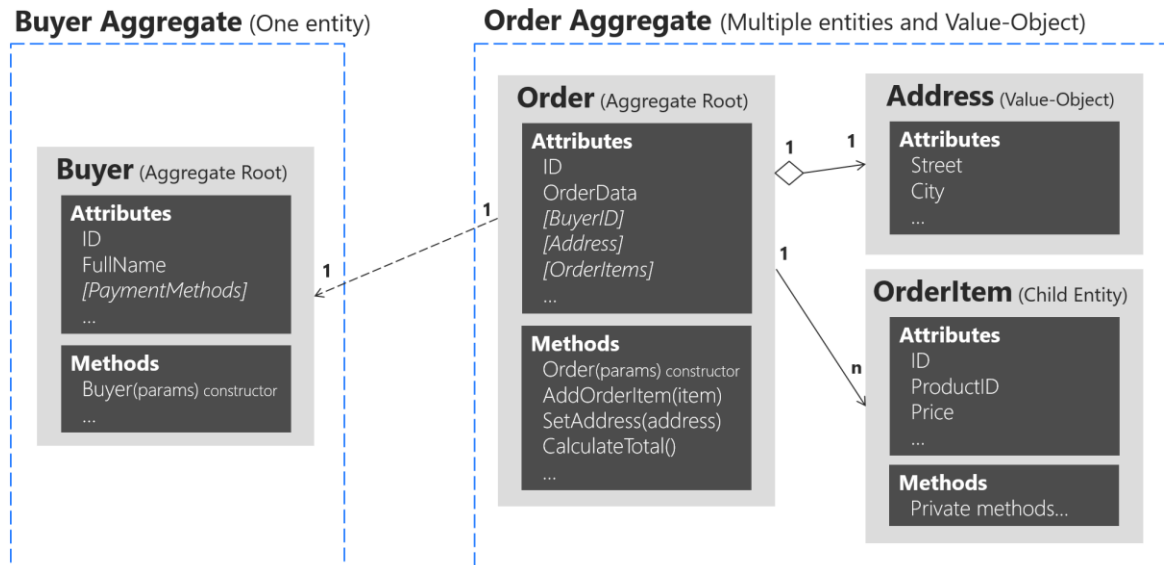 Buyer Aggregate (One entity)
Buyer (Aggregate Root)
Attributes
ID
FullName
[PaymentMethods]
...
Methods
Buyer(params) constructor
...
1
1
Order Aggregate (Multiple entities and Value-Object)
Order (Aggregate Root)
Attributes
ID
OrderData
[BuyerID]
[Address]
[OrderItems]
...
Methods
Order(params) constructor
AddOrderItem(item)
SetAddress(address)
CalculateTotal()
...
1
1
Address (Value-Object)
Attributes
Street
City
...
1
n
OrderItem (Child Entity)
Attributes
ID
ProductID
Price
...
Methods
Private methods...